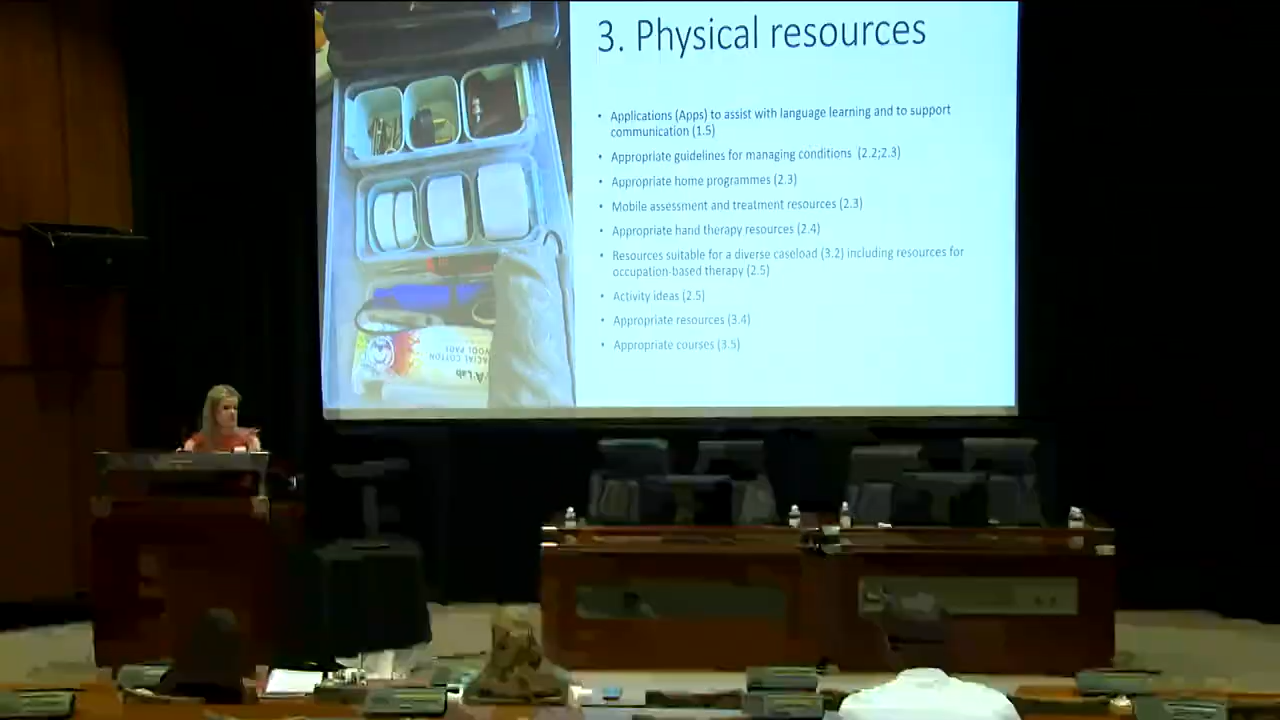 3. Physical resources
• Applications (Apps) to assist with language learning and to support
communication (1.5)
• Appropriate guidelines for managing conditions (2.2;2.3)
• Appropriate home programmes (2.3)
• Mobile assessment and treatment resources (2.3)
• Appropriate hand therapy resources (2.4)
• Resources suitable for a diverse caseload (3.2) including resources for
occupation-based therapy (2.5)
• Activity ideas (2.5)
• Appropriate resources (3.4)
• Appropriate courses (3.5)
A'Lab
FACIAL COTTON
WOOL PADS